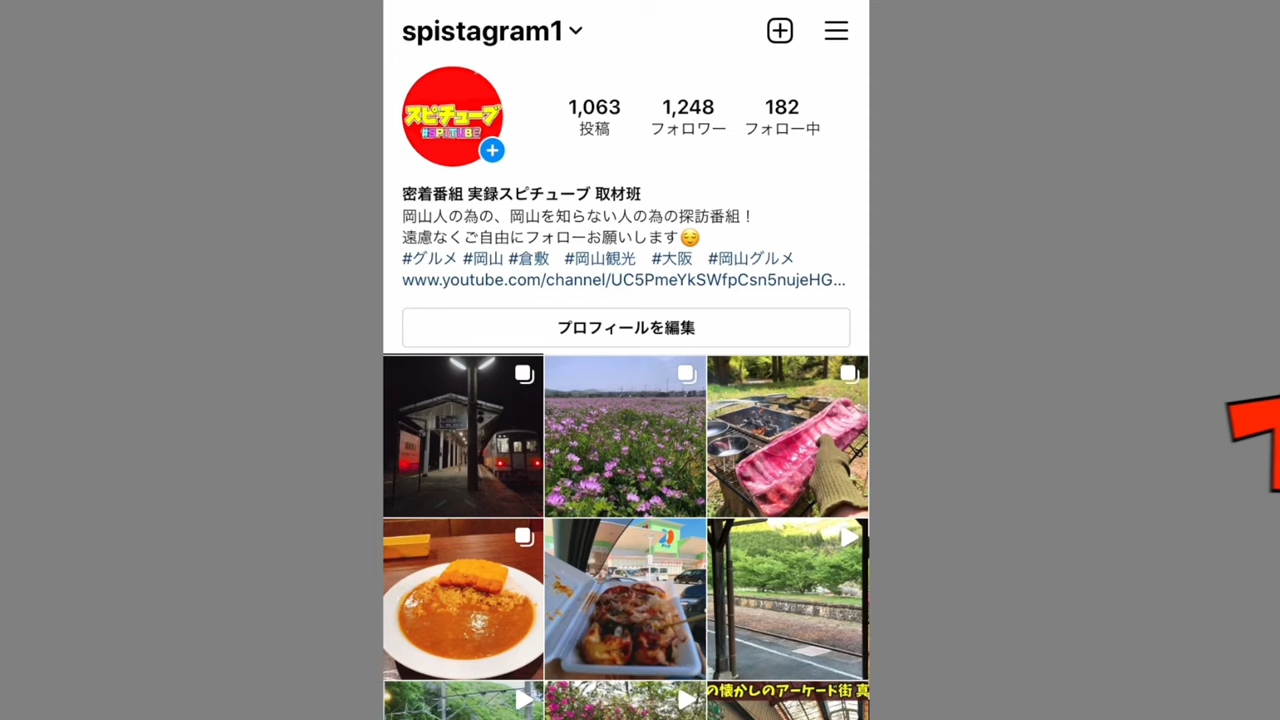 spistagram1
スピチューブ
#SPITUBE
1,063
投稿
1,248
フォロワー
182
フォロー中
密着番組 実録スピチューブ 取材班
岡山人の為の、岡山を知らない人の為の探訪番組！
遠慮なくご自由にフォローお願いします😌
#グルメ #岡山 #倉敷　#岡山観光　#大阪　#岡山グルメ
www.youtube.com/channel/UC5PmeYkSWfpCsn5nujeHG...
プロフィールを編集
の懐かしのアーケード街 真